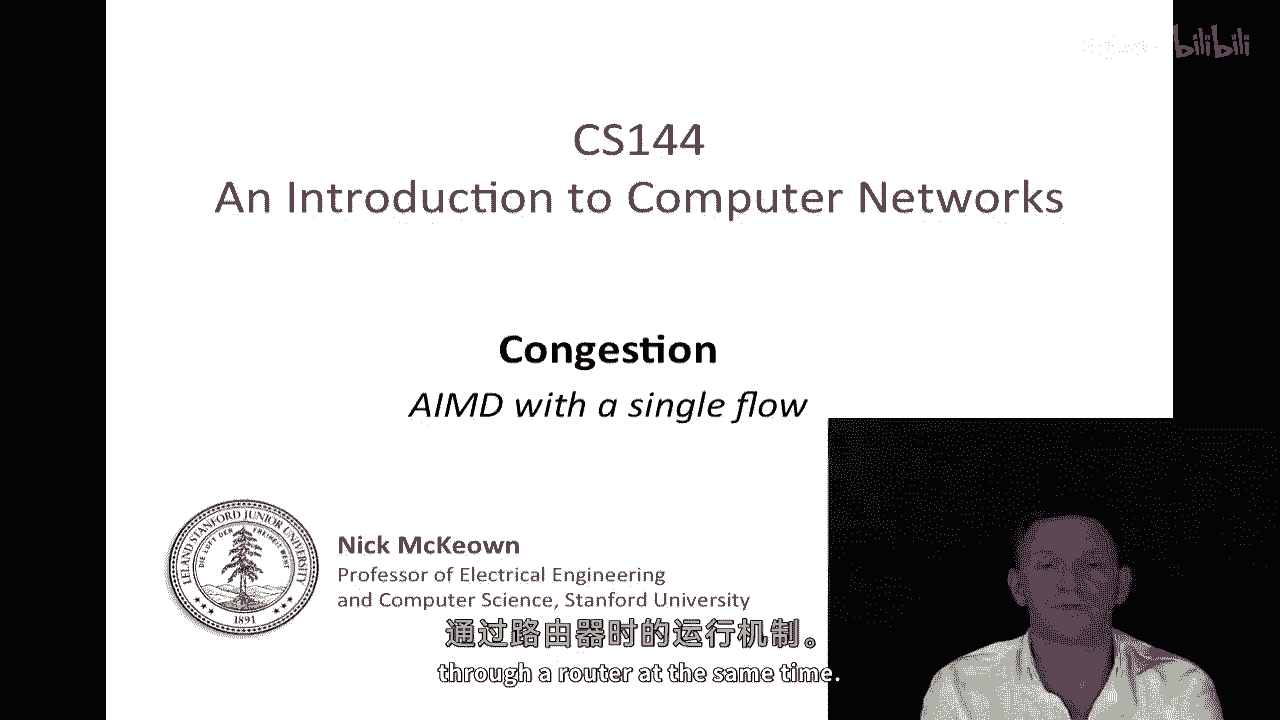 bilibili
CS144
An Introduction to Computer Networks
Congestion
AIMD with a single flow
LELAND STANFORD JUNIOR UNIVERSITY
DIE LUFT DER FREIHEIT WEHT
1891
Nick McKeown
Professor of Electrical Engineering
and Computer Science, Stanford University
通过路由器时的运行机制。
through a router at the same time.